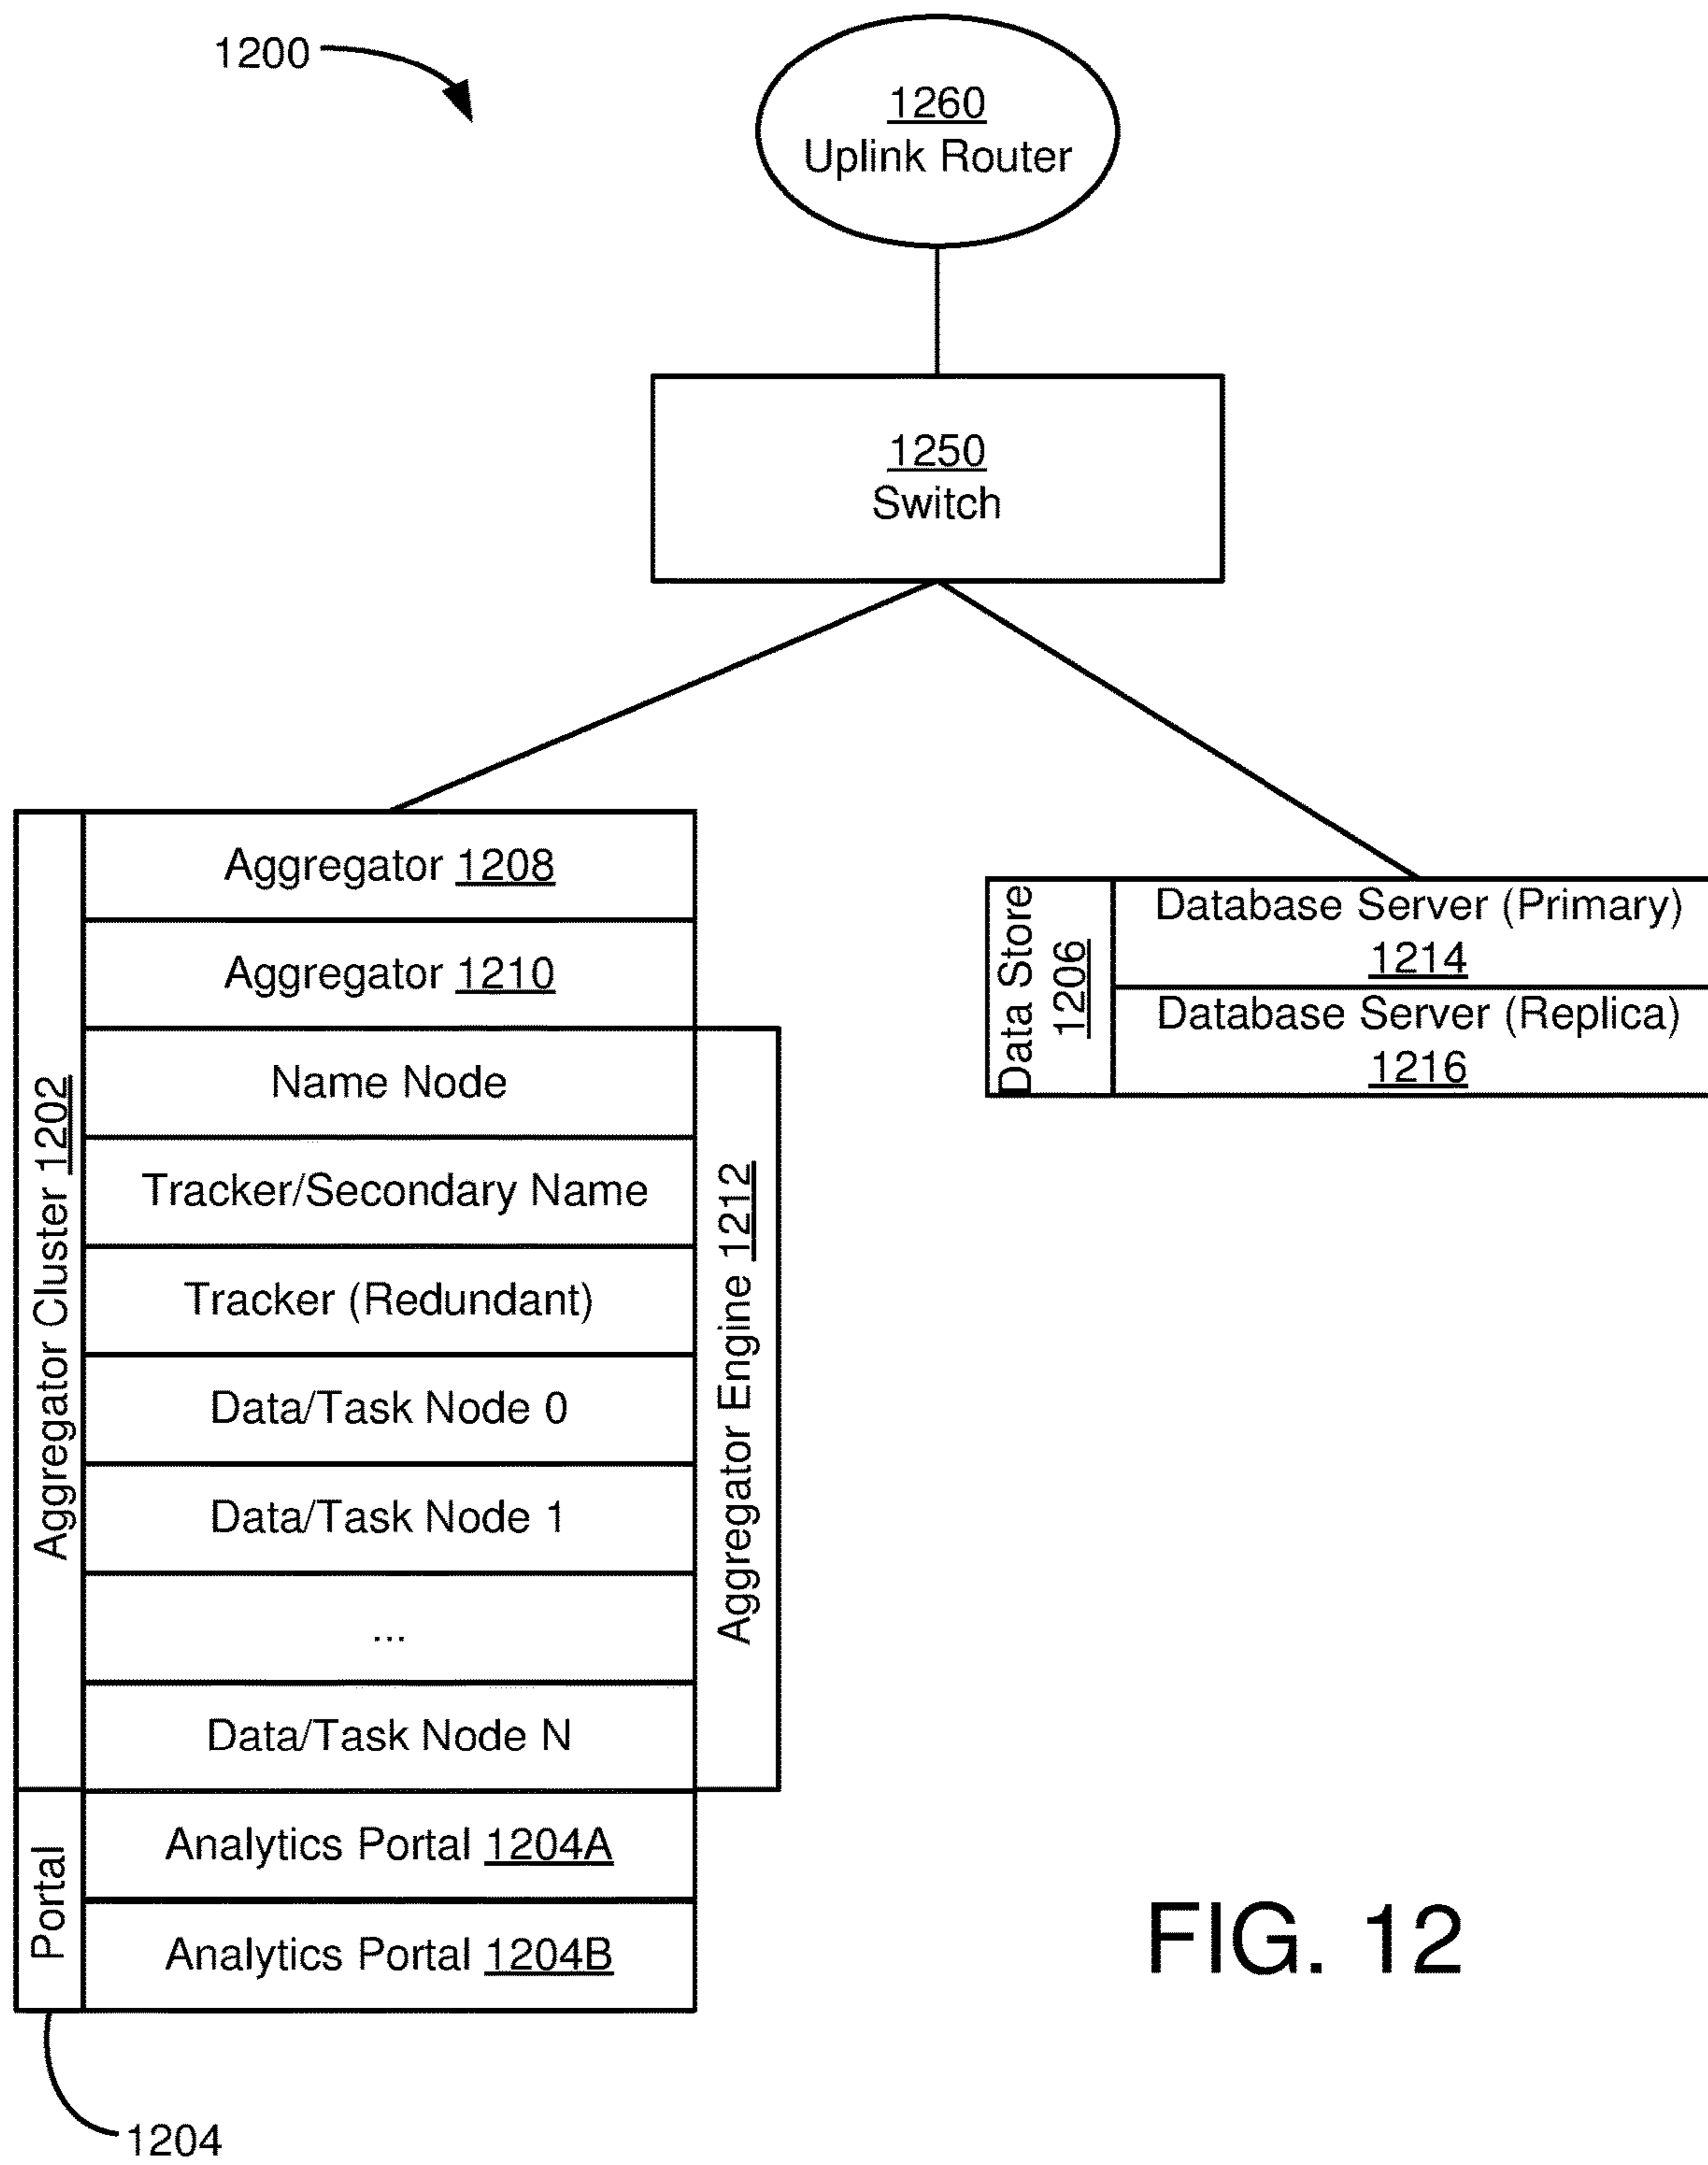 1200
1260
Uplink Router
1250
Switch
Aggregator Cluster 1202
Aggregator 1208
Aggregator 1210
Name Node
Tracker/Secondary Name
Tracker (Redundant)
Data/Task Node 0
Data/Task Node 1
...
Data/Task Node N
Aggregator Engine 1212
Portal
Analytics Portal 1204A
Analytics Portal 1204B
1204
Data Store
1206
Database Server (Primary)
1214
Database Server (Replica)
1216
FIG. 12